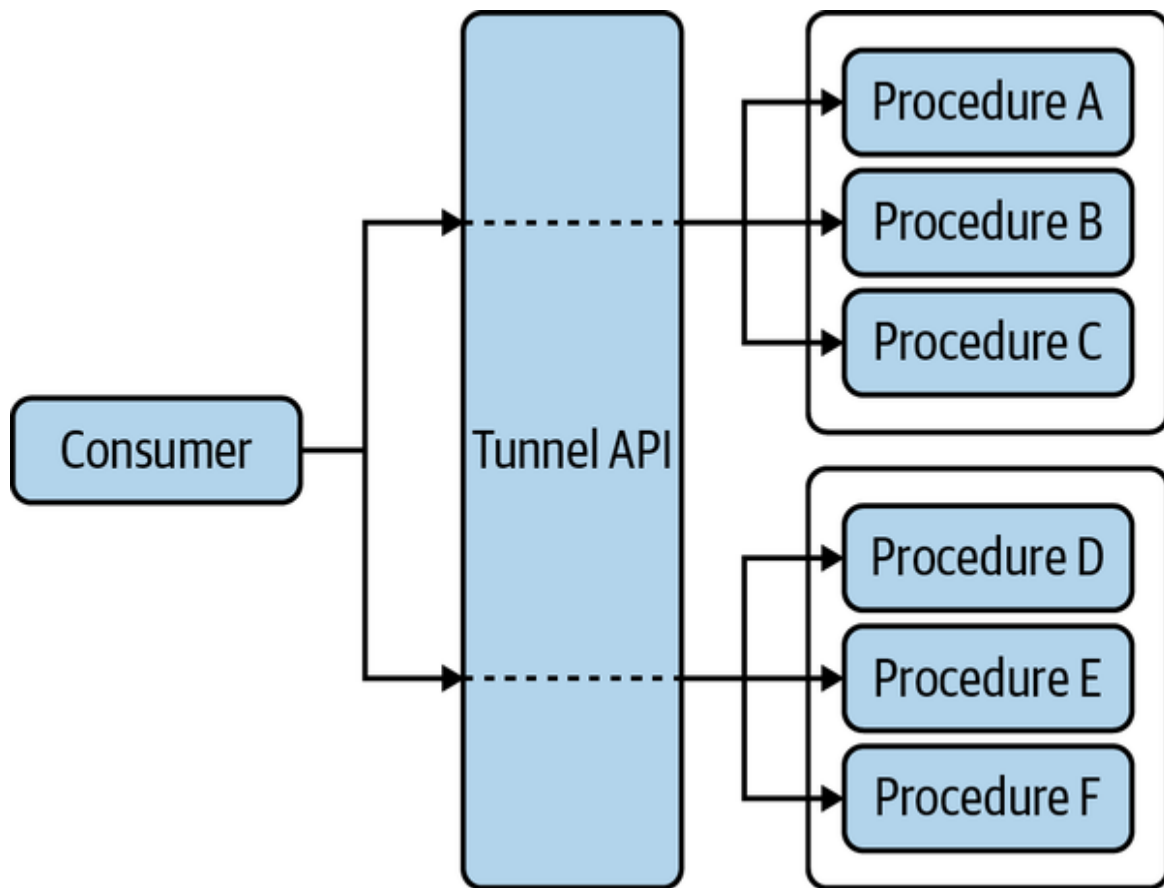 Procedure A
Procedure B
Procedure C
Consumer
Tunnel API
Procedure D
Procedure E
Procedure F